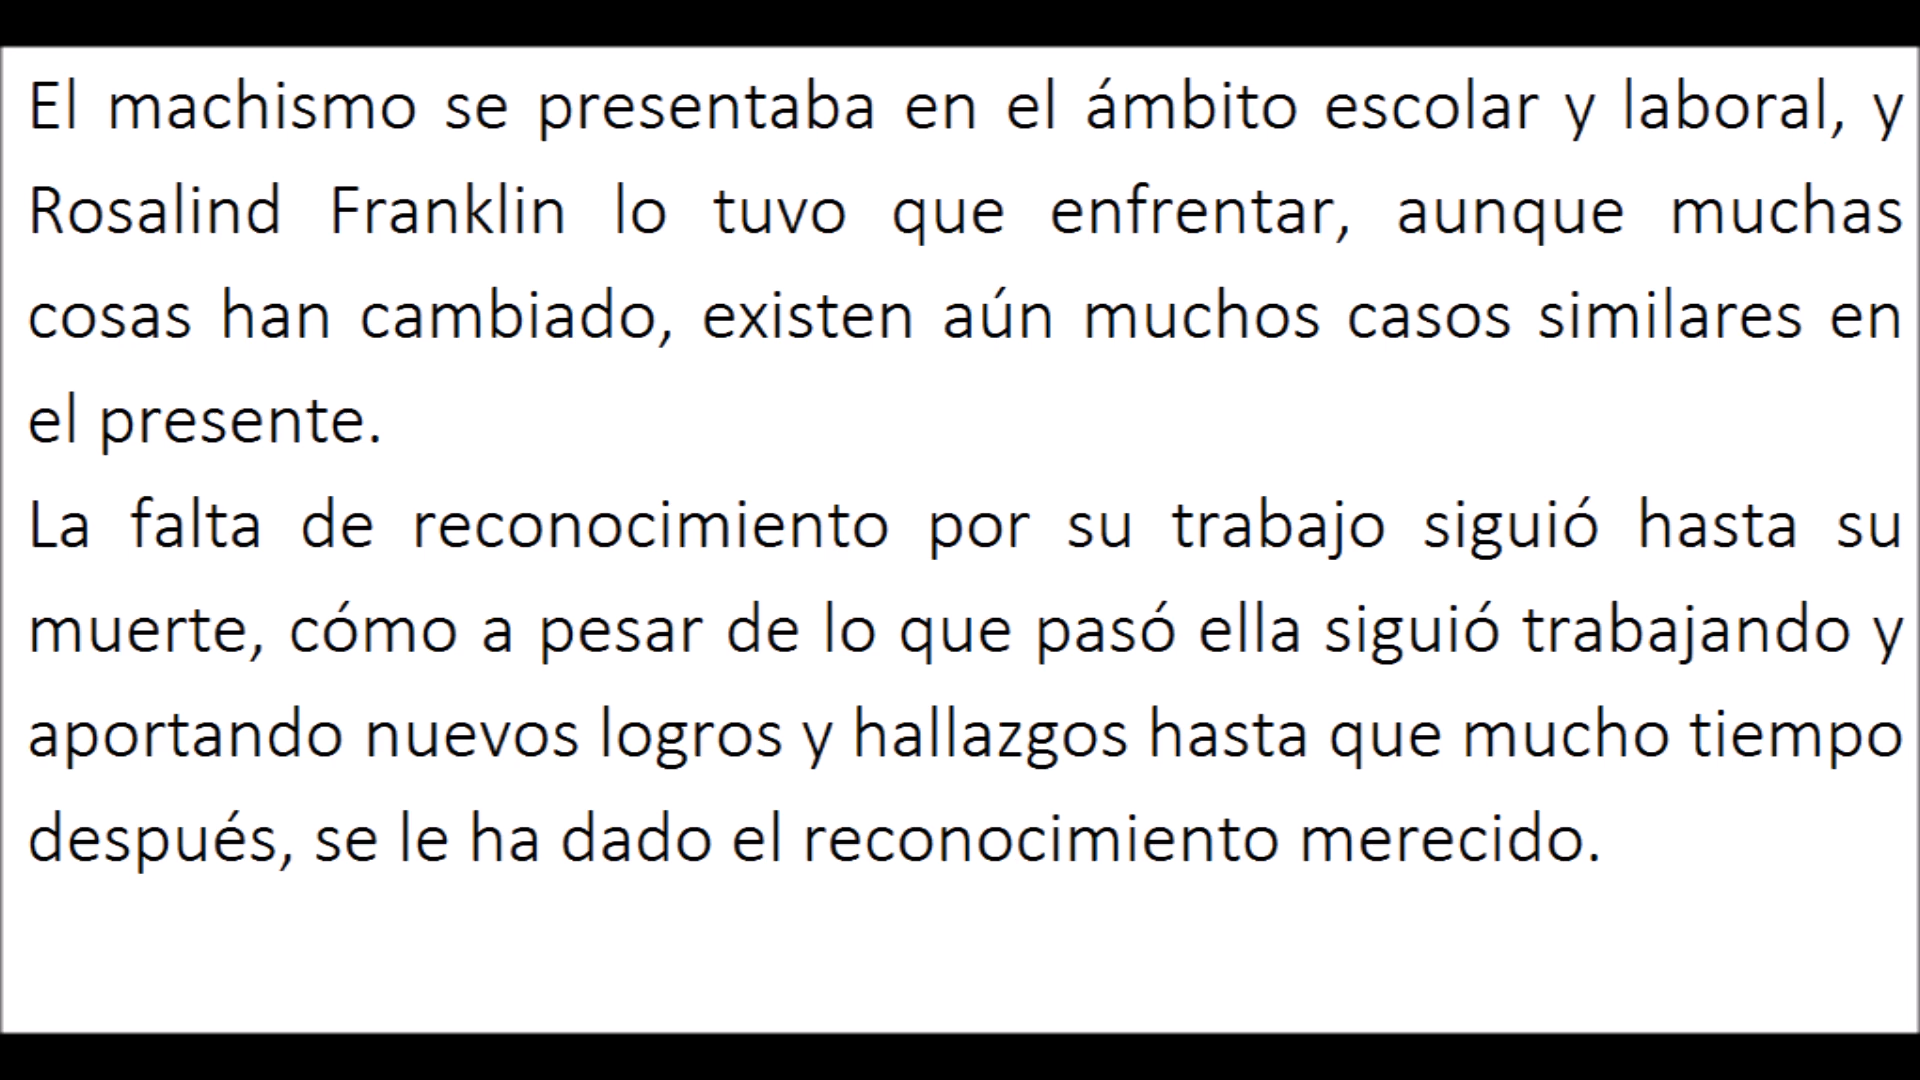 El machismo se presentaba en el ámbito escolar y laboral, y
Rosalind Franklin lo tuvo que enfrentar, aunque muchas
cosas han cambiado, existen aún muchos casos similares en
el presente.
La falta de reconocimiento por su trabajo siguió hasta su
muerte, cómo a pesar de lo que pasó ella siguió trabajando y
aportando nuevos logros y hallazgos hasta que mucho tiempo
después, se le ha dado el reconocimiento merecido.